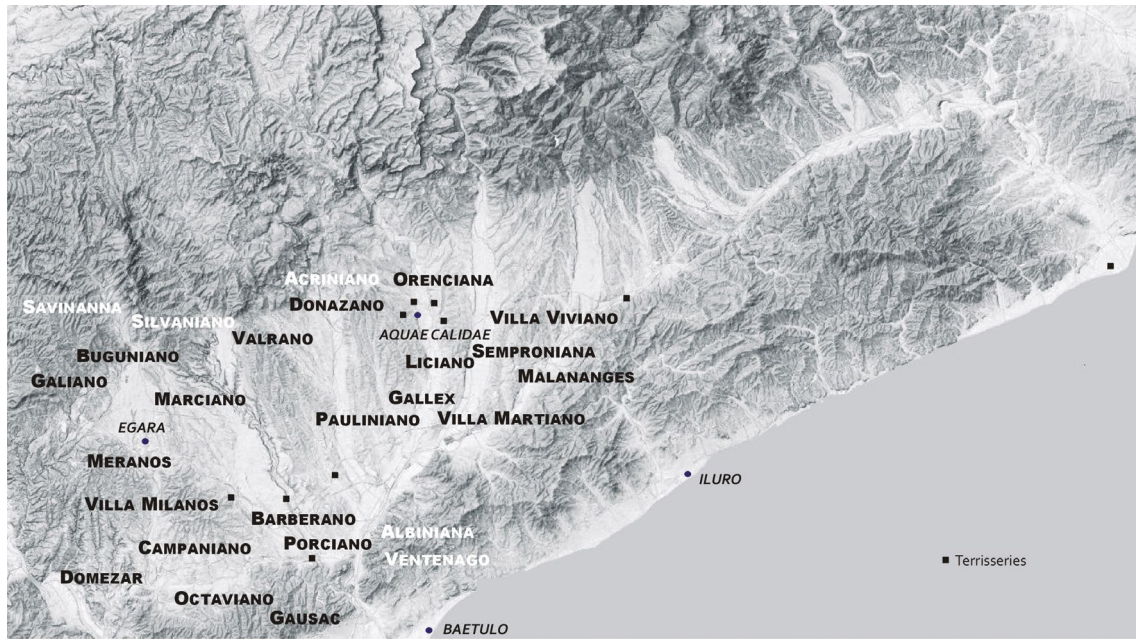 ACRINIANO
ORENCIANA
SAVINANNA
DONAZANO
SILVANIANO
VILLA VIVIANO
VALRANO
AQUAE CALIDAE
BUGUNIANO
LICIANO
SEMPRONIANA
GALIANO
MALANANGES
MARCIANO
GALLEX
PAULINIANO
VILLA MARTIANO
EGARA
MERANOS
ILURO
VILLA MILANOS
BARBERANO
ALBINIANA
CAMPANIANO
PORCIANO
VENTENAGO
Terrisseries
DOMEZAR
OCTAVIANO
GAUSAC
BAETULO